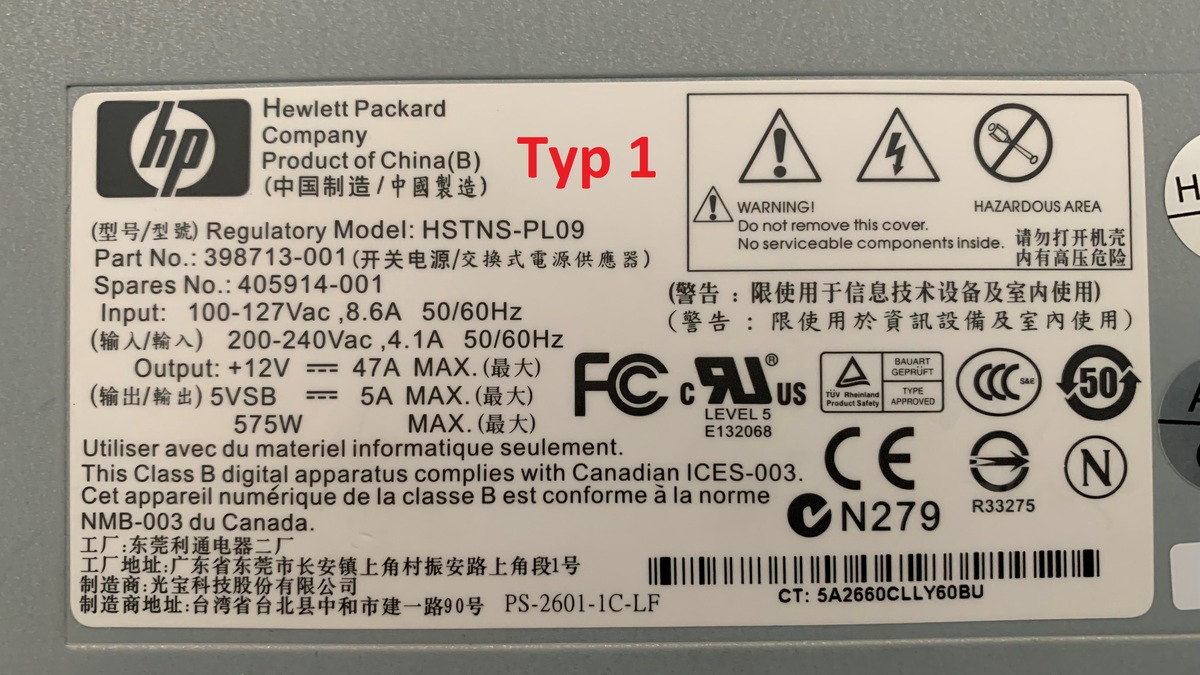 hp
Hewlett Packard
Company
Product of China(B)
(中国制造/中國製造)
Typ 1
WARNING!
Do not remove this cover.
No serviceable components inside.
HAZARDOUS AREA
请勿打开机壳
内有高压危险
(型号/型號) Regulatory Model: HSTNS-PL09
Part No.: 398713-001 (开关电源/交換式電源供應器)
Spares No.: 405914-001
Input: 100-127Vac ,8.6A 50/60Hz
(输入/輸入) 200-240Vac ,4.1A 50/60Hz
Output: +12V 47A MAX. (最大)
(输出/輸出) 5VSB 5A MAX. (最大)
575W MAX. (最大)
(警告：限使用于信息技术设备及室内使用)
(警告：限使用於資訊設備及室內使用)
FC
c RU ® US
LEVEL 5
E132068
TÜV Rheinland
Product Safety
BAUART
GEPRÜFT
TYPE
APPROVED
CCC S&E
50
Utiliser avec du materiel informatique seulement.
This Class B digital apparatus complies with Canadian ICES-003.
Cet appareil numérique de la classe B est conforme à la norme
NMB-003 du Canada.
CE
R33275
N
N279
工厂:东莞利通电器二厂
工厂地址:广东省东莞市长安镇上角村振安路上角段1号
制造商:光宝科技股份有限公司
制造商地址:台湾省台北县中和市建一路90号 PS-2601-1C-LF
CT: 5A2660CLLY60BU
H